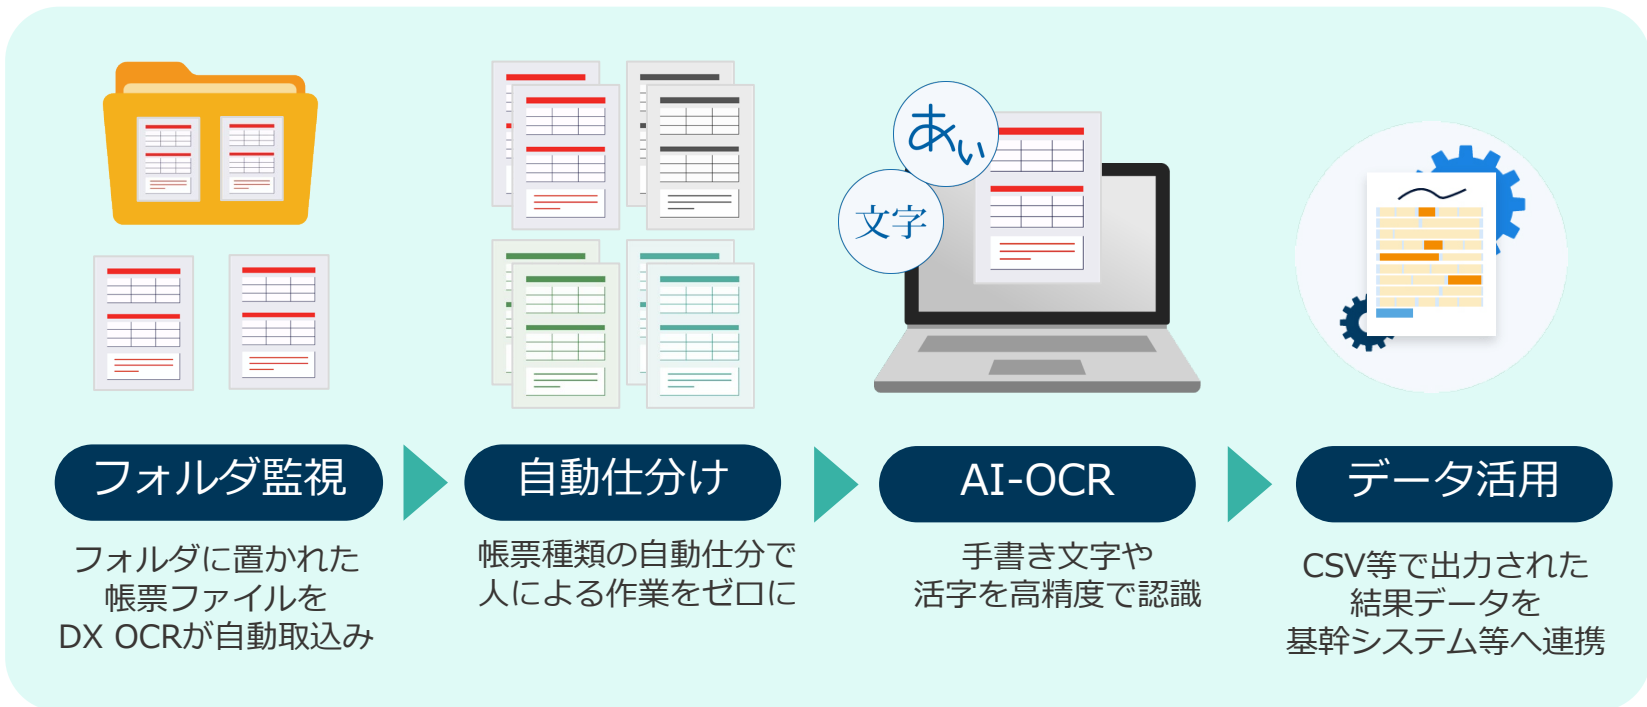 あぃ
文字
フォルダ監視
自動仕分け
AI-OCR
データ活用
フォルダに置かれた
帳票ファイルを
DX OCRが自動取込み
帳票種類の自動仕分で
人による作業をゼロに
手書き文字や
活字を高精度で認識
CSV等で出力された
結果データを
基幹システム等へ連携